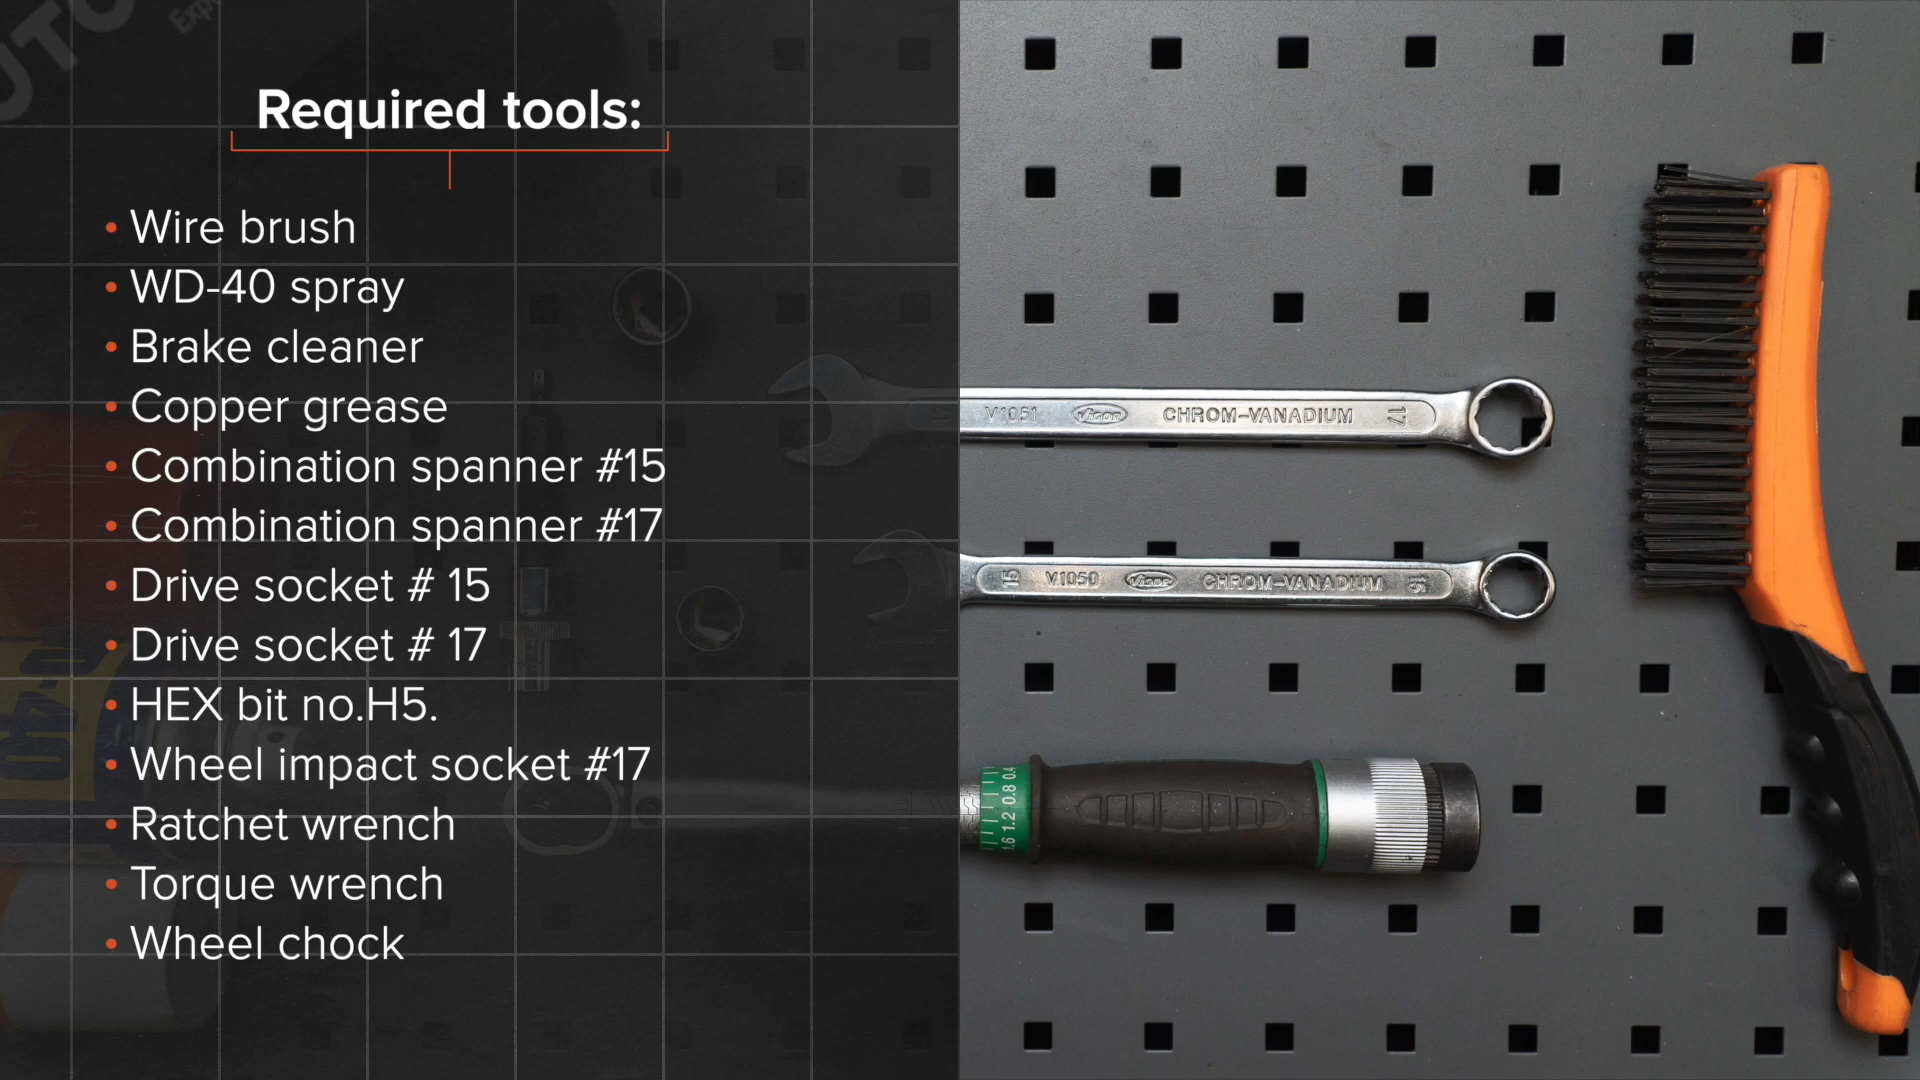 Required tools:
• Wire brush
• WD-40 spray
• Brake cleaner
• Copper grease
• Combination spanner #15
• Combination spanner #17
• Drive socket # 15
• Drive socket # 17
• HEX bit no.H5.
• Wheel impact socket #17
• Ratchet wrench
• Torque wrench
• Wheel chock
V1051 Vigor CHROM-VANADIUM 17
15 V1050 Vigor CHROM-VANADIUM 15
1.6 1.2 0.8 0.4